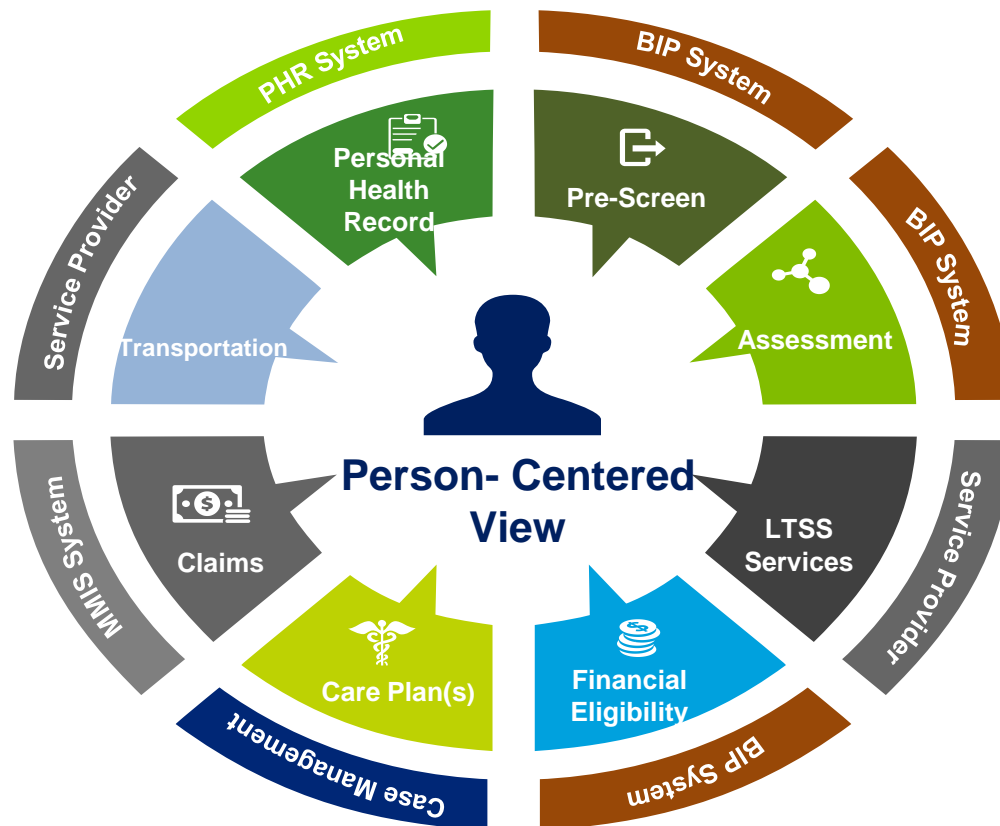 PHR System
BIP System
Personal
Health
Record
Pre-Screen
Service Provider
BIP System
Transportation
Assessment
Person- Centered
View
MMIS System
Claims
LTSS
Services
Service Provider
Care Plan(s)
Financial
Eligibility
Case Management
BIP System
$
$